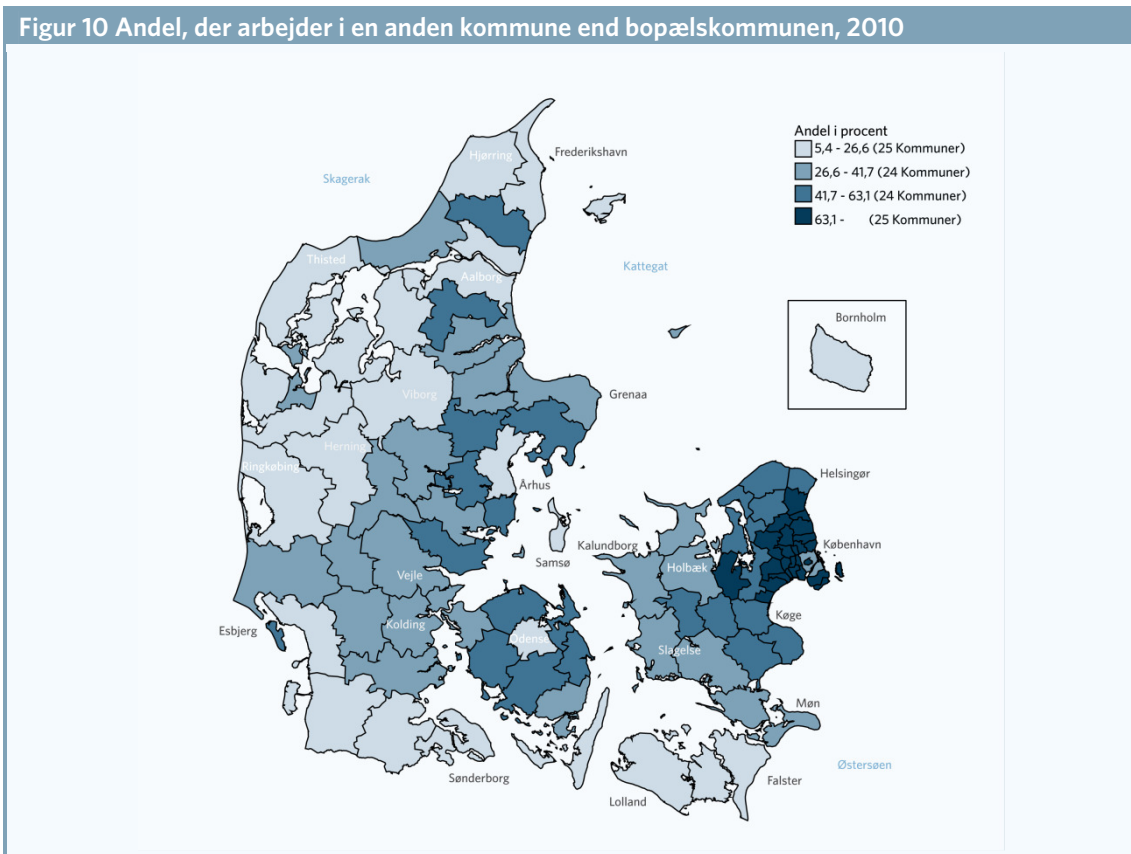 Figur 10 Andel, der arbejder i en anden kommune end bopælskommunen, 2010
Andel i procent
5,4 - 26,6 (25 Kommuner)
26,6 - 41,7 (24 Kommuner)
41,7 - 63,1 (24 Kommuner)
63,1 - (25 Kommuner)
Hjørring
Frederikshavn
Skagerak
Thisted
Aalborg
Kattegat
Bornholm
Viborg
Grenaa
Herning
Ringkøbing
Århus
Helsingør
Samsø
Kalundborg
København
Holbæk
Vejle
Køge
Esbjerg
Kolding
Odense
Slagelse
Møn
Sønderborg
Østersøen
Falster
Lolland